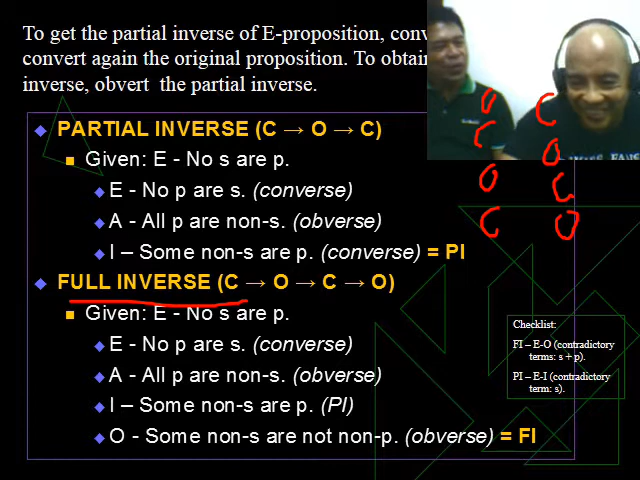 To get the partial inverse of E-proposition, conv
convert again the original proposition. To obtain
inverse, obvert the partial inverse.
PARTIAL INVERSE (C → O → C)
Given: E - No s are p.
E - No p are s. (converse)
A - All p are non-s. (obverse)
I – Some non-s are p. (converse) = PI
FULL INVERSE (C → O → C → O)
Given: E - No s are p.
E - No p are s. (converse)
A - All p are non-s. (obverse)
I – Some non-s are p. (PI)
O - Some non-s are not non-p. (obverse) = FI
O C
C O
O C
C O
Checklist:
FI – E-O (contradictory
terms: s + p).
PI – E-I (contradictory
term: s).